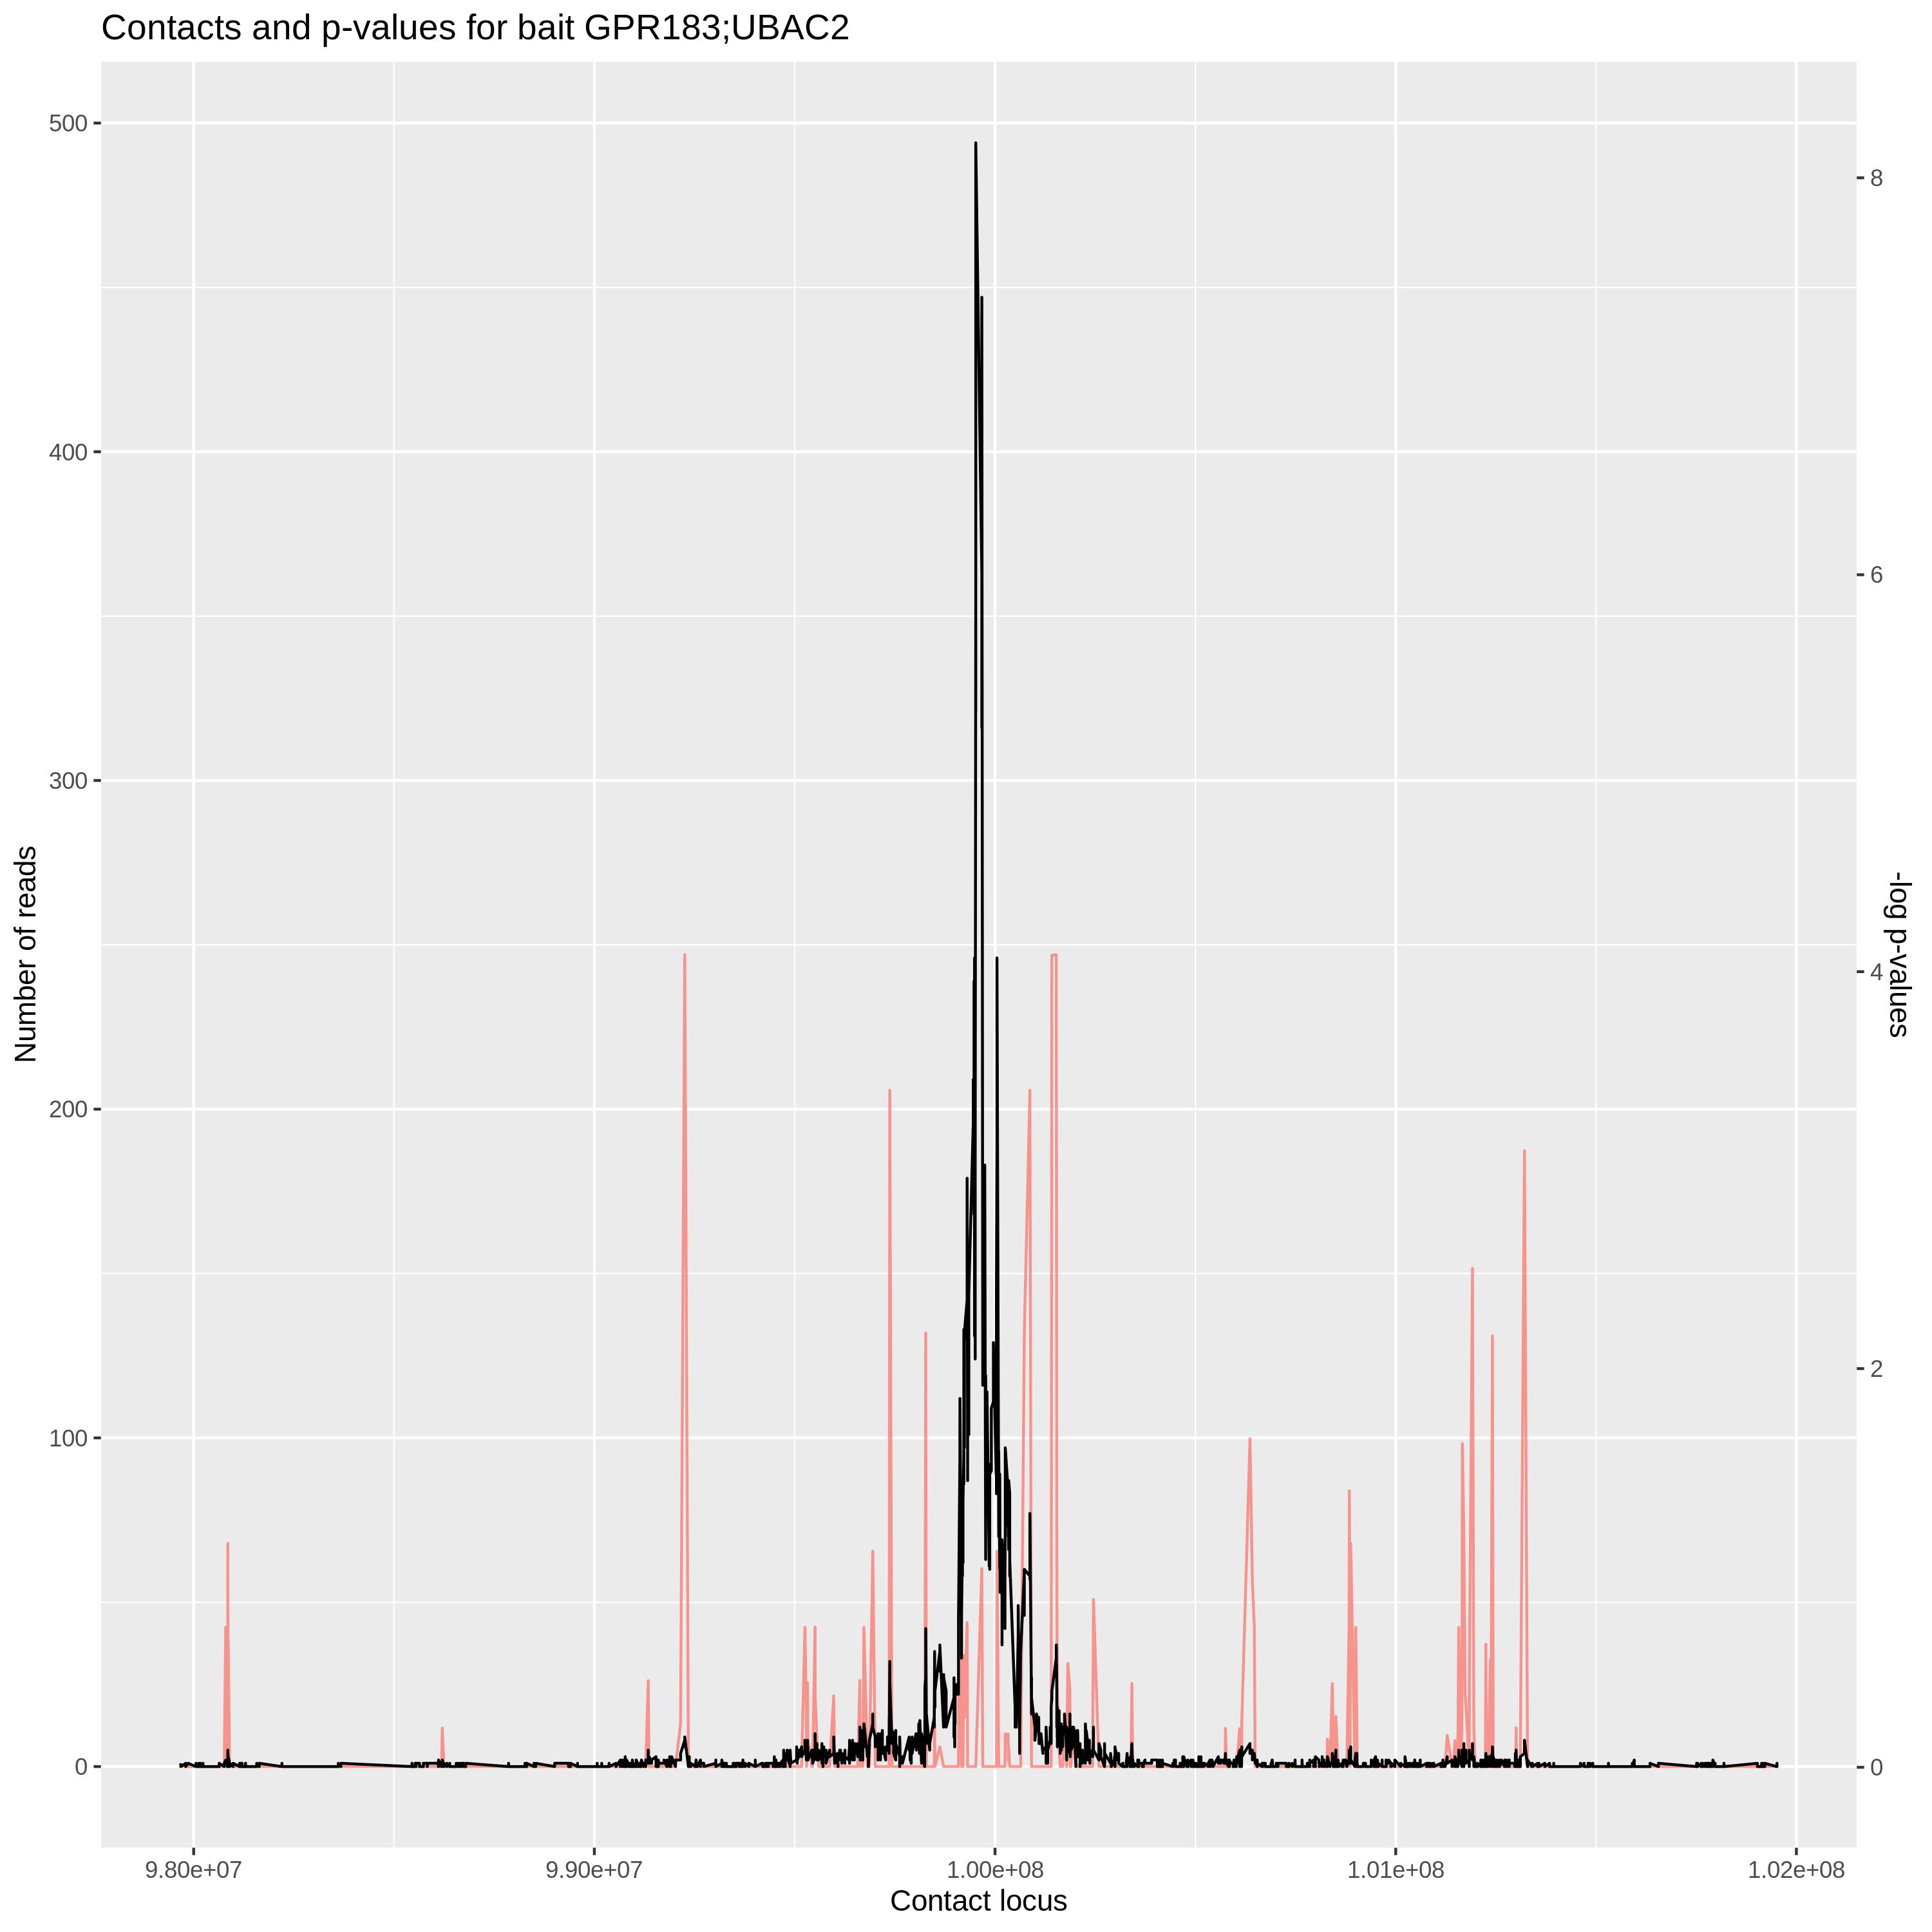 Contacts and p-values for bait GPR183;UBAC2
500
400
300
200
100
0
Number of reads
8
6
4
2
0
-log p-values
9.80e+07
9.90e+07
1.00e+08
1.01e+08
1.02e+08
Contact locus